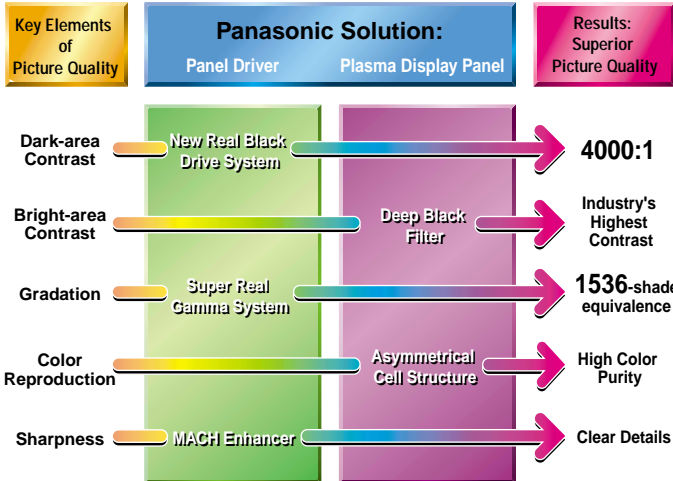 Key Elements
of
Picture Quality
Panasonic Solution:
Panel Driver
Plasma Display Panel
Results:
Superior
Picture Quality
Dark-area
Contrast
New Real Black
Drive System
4000:1
Bright-area
Contrast
Deep Black
Filter
Industry's
Highest
Contrast
Gradation
Super Real
Gamma System
1536-shade
equivalence
Color
Reproduction
Asymmetrical
Cell Structure
High Color
Purity
Sharpness
MACH Enhancer
Clear Details